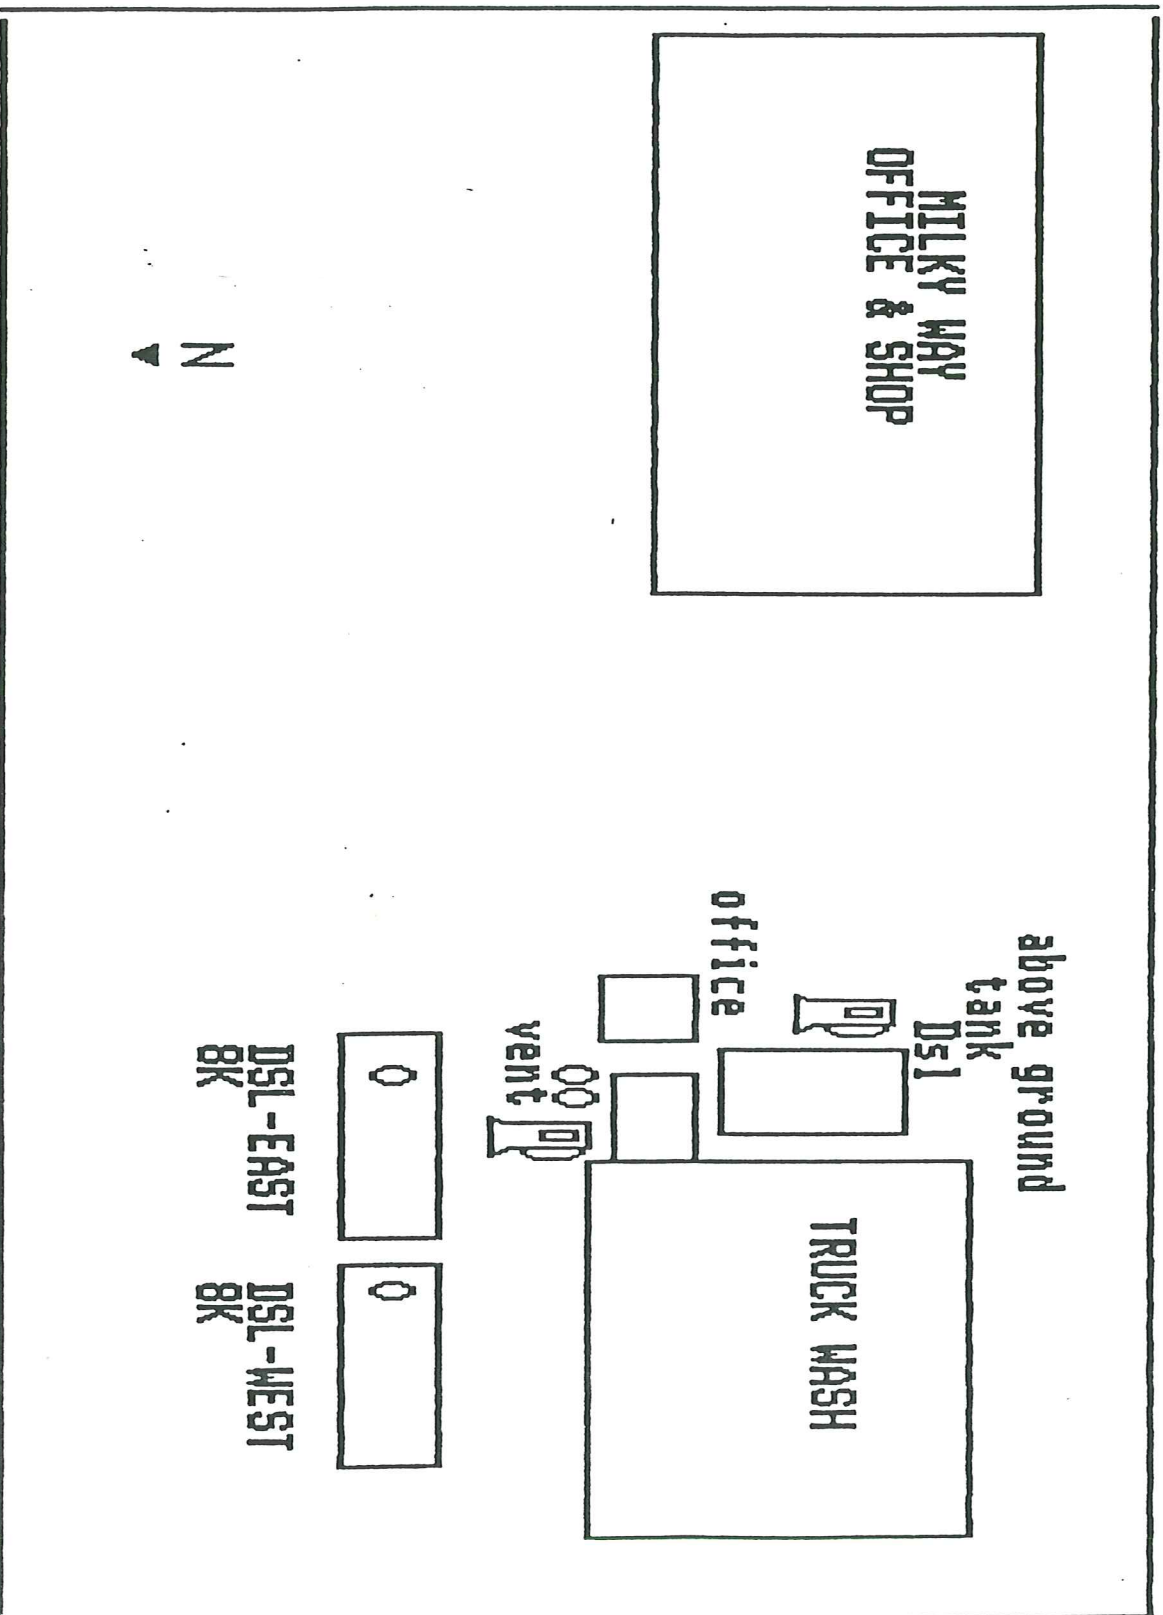 MILKY WAY
OFFICE & SHOP
above ground
tank
Dsl
office
TRUCK WASH
vent
DSL-EAST
8K
DSL-WEST
8K
N